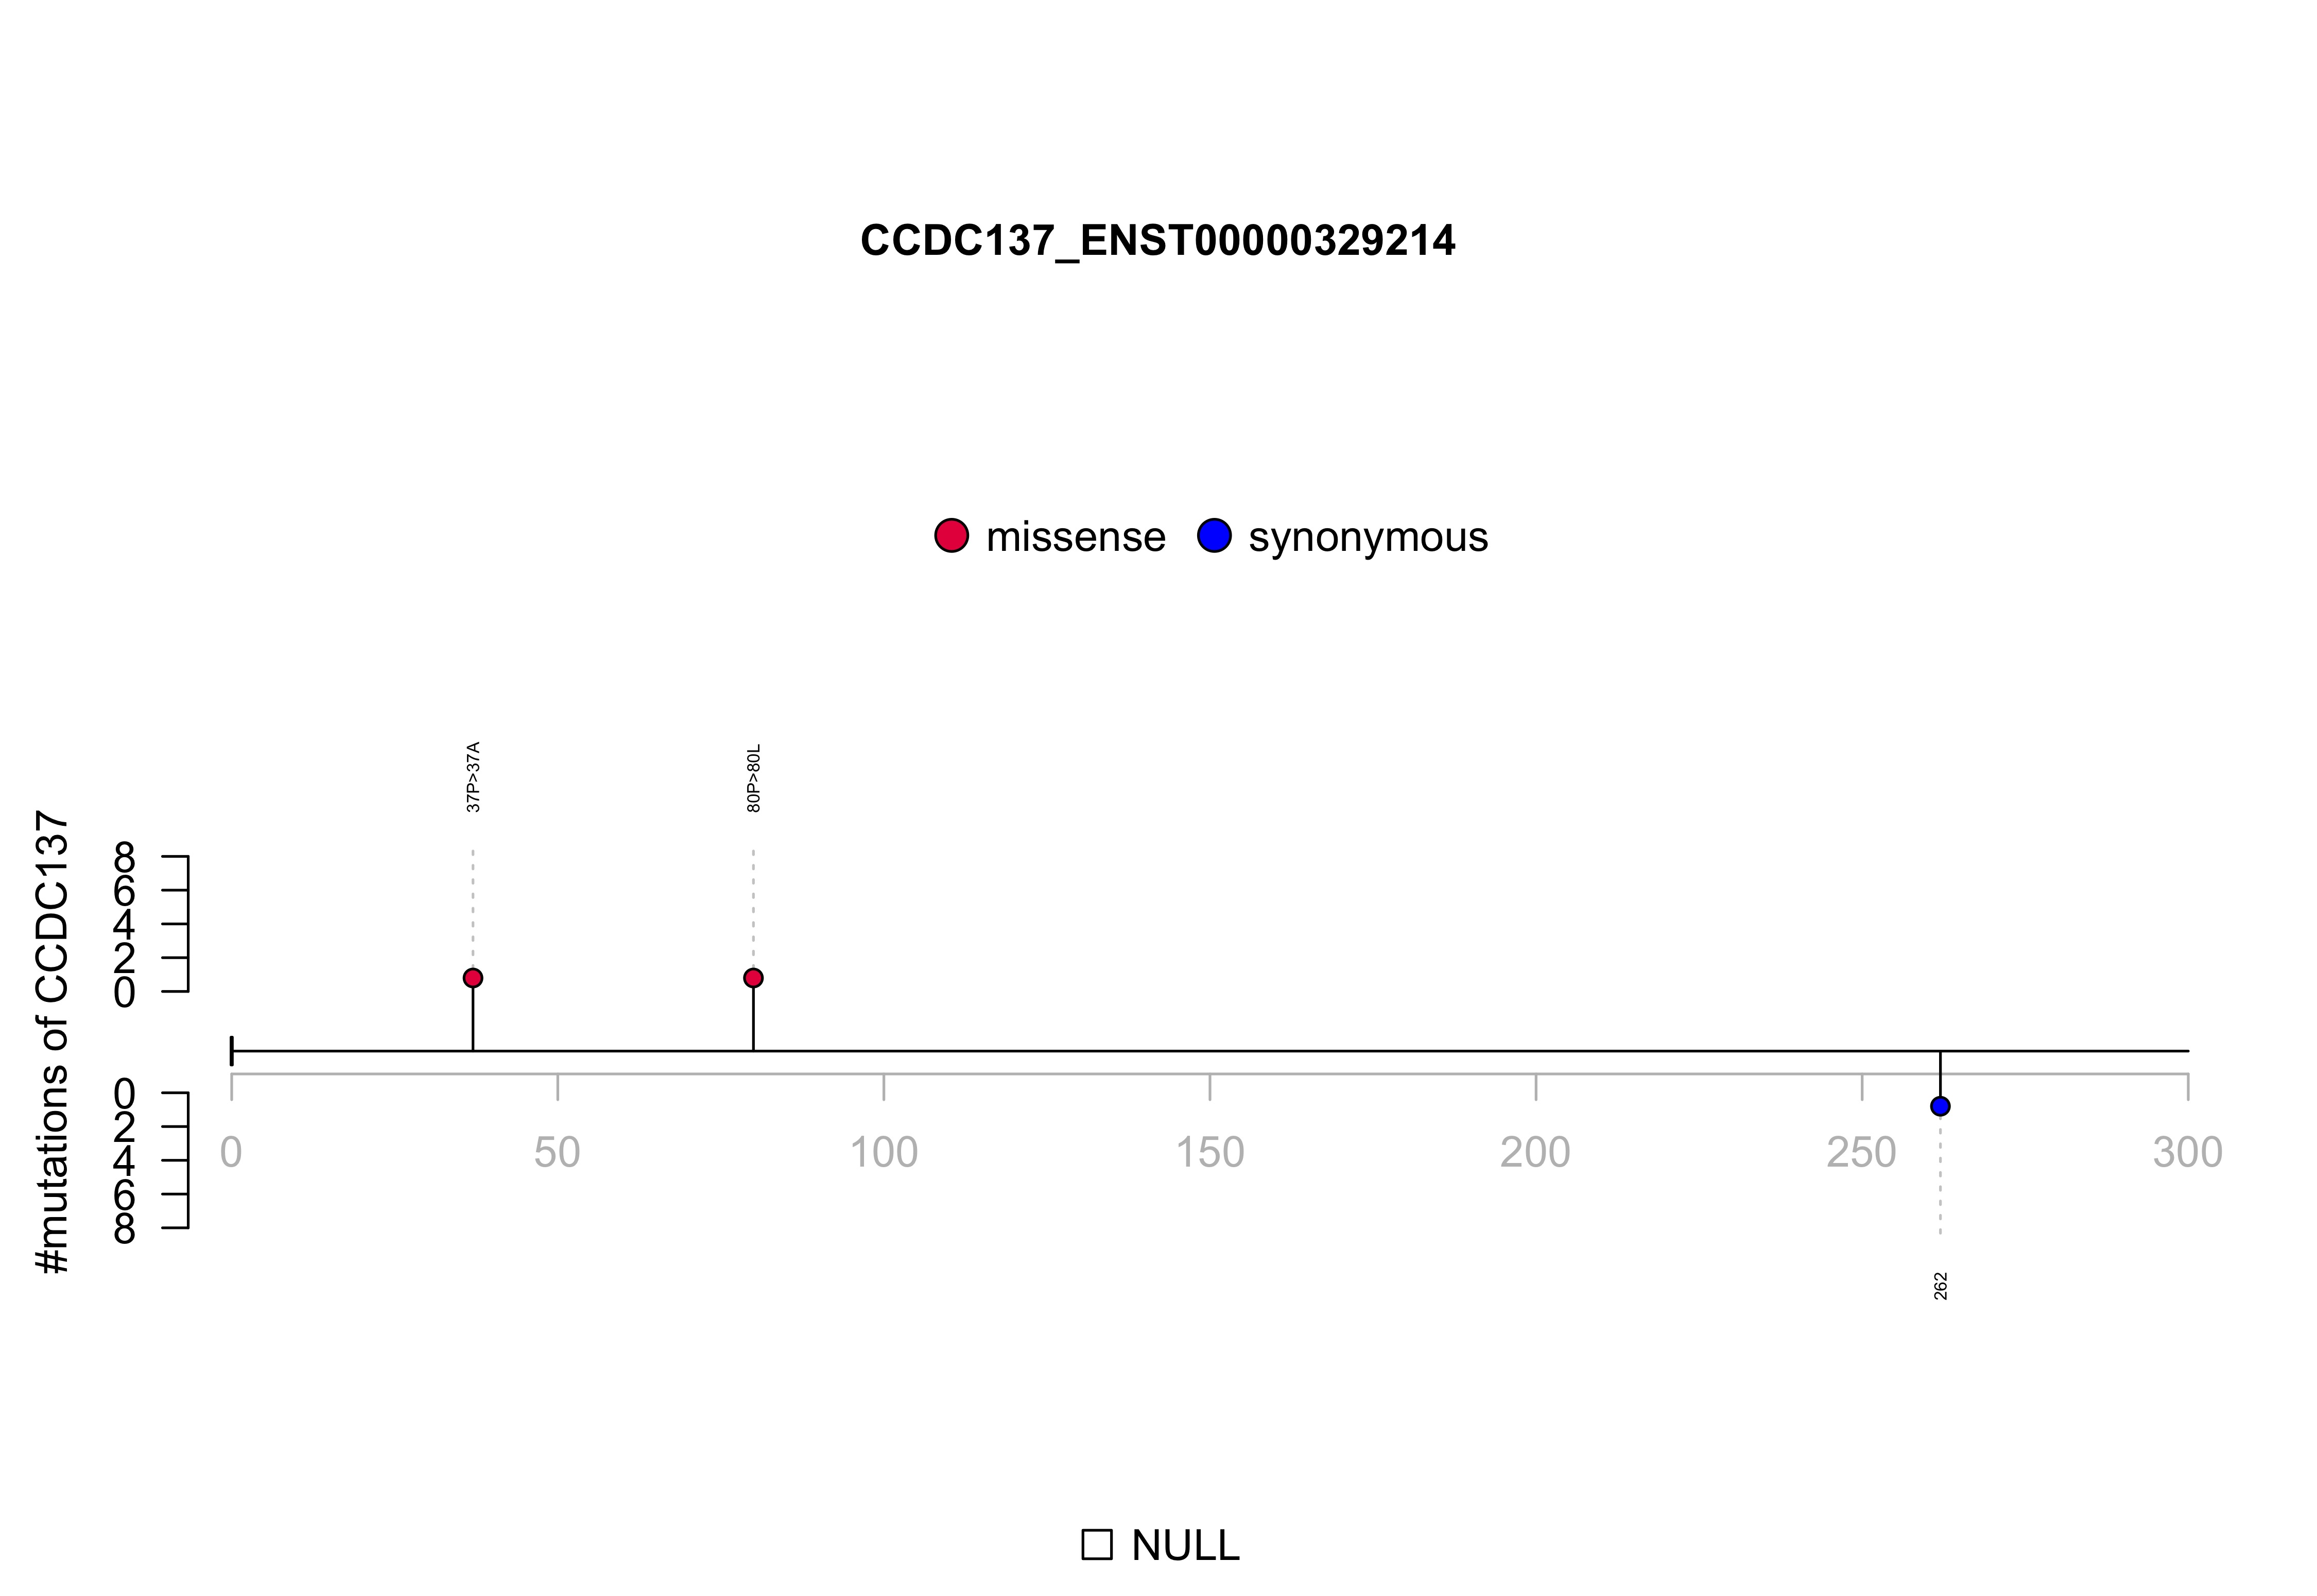 CCDC137_ENST00000329214
missense synonymous
37P>37A
80P>80L
#mutations of CCDC137
8
6
4
2
0
0
2
4
6
8
0 50 100 150 200 250 300
262
NULL